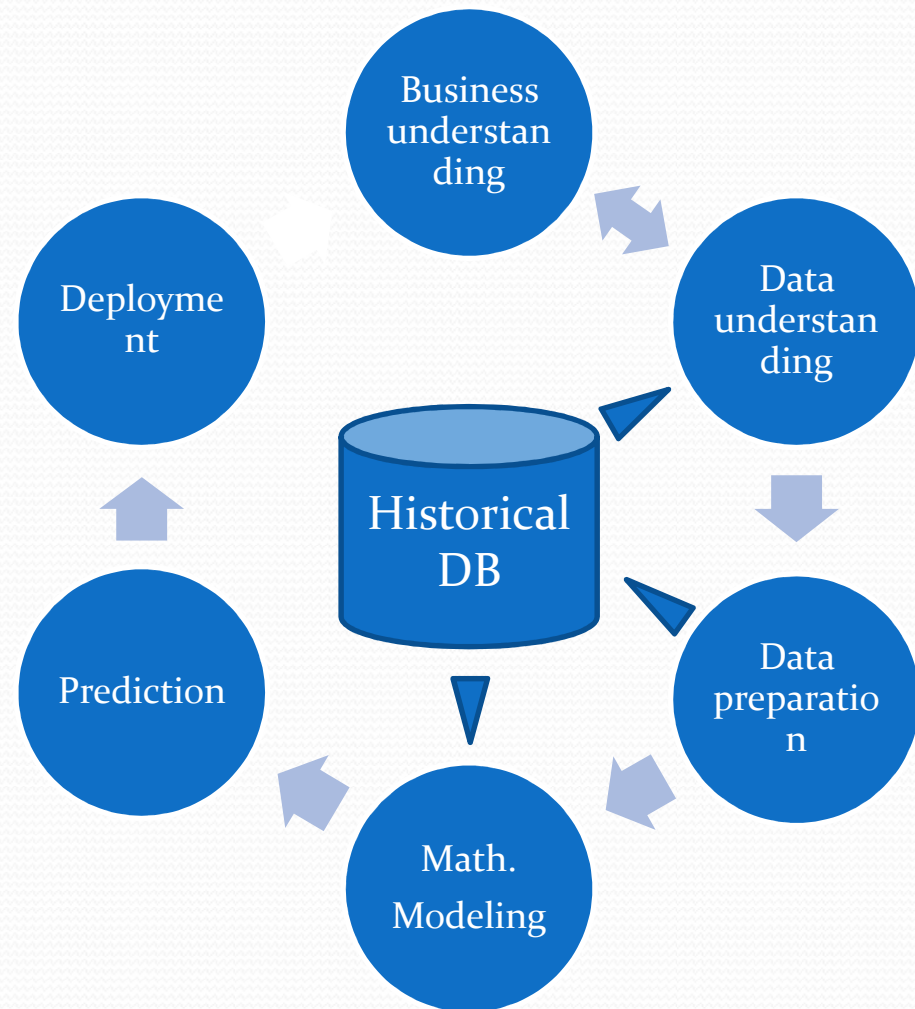 Business
understan
ding
Data
understan
ding
Data
preparatio
n
Math.
Modeling
Prediction
Deployme
nt
Historical
DB